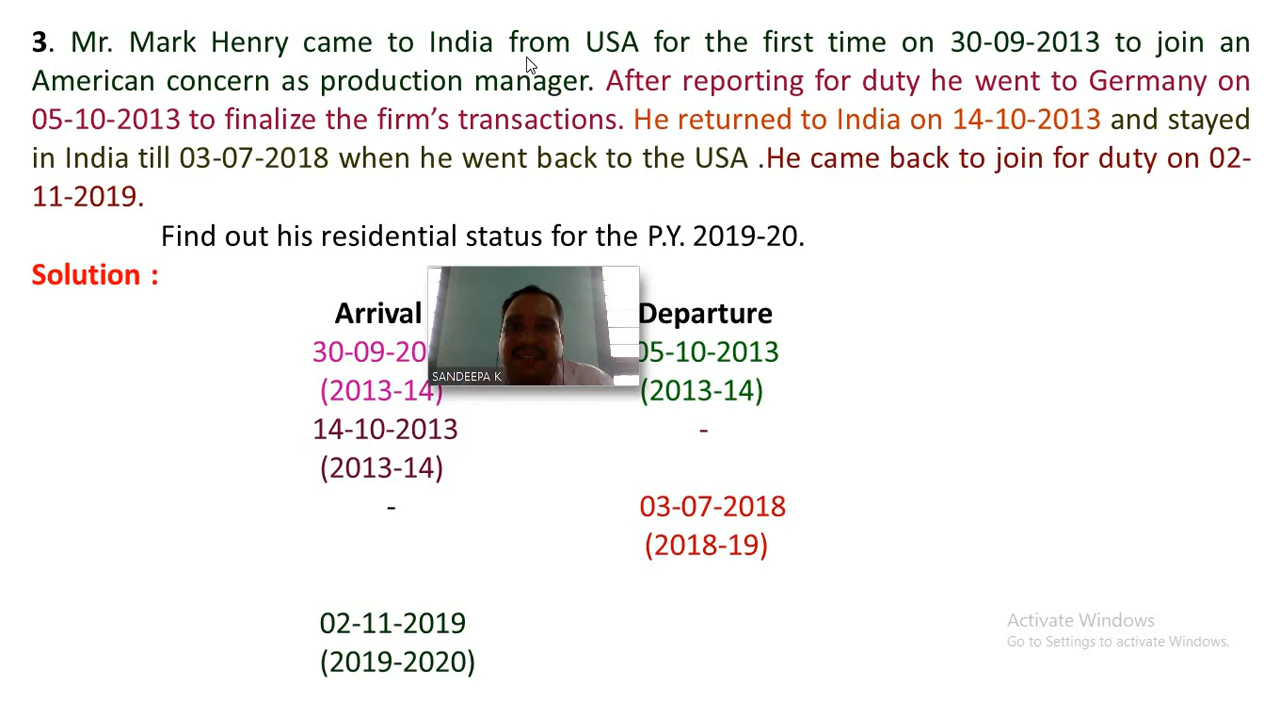 3. Mr. Mark Henry came to India from USA for the first time on 30-09-2013 to join an
American concern as production manager. After reporting for duty he went to Germany on
05-10-2013 to finalize the firm’s transactions. He returned to India on 14-10-2013 and stayed
in India till 03-07-2018 when he went back to the USA .He came back to join for duty on 02-
11-2019.
Find out his residential status for the P.Y. 2019-20.
Solution :
Arrival Departure
30-09-20 05-10-2013
(2013-14) (2013-14)
SANDEEPA K
14-10-2013 -
(2013-14)
- 03-07-2018
(2018-19)
02-11-2019
(2019-2020)
Activate Windows
Go to Settings to activate Windows.